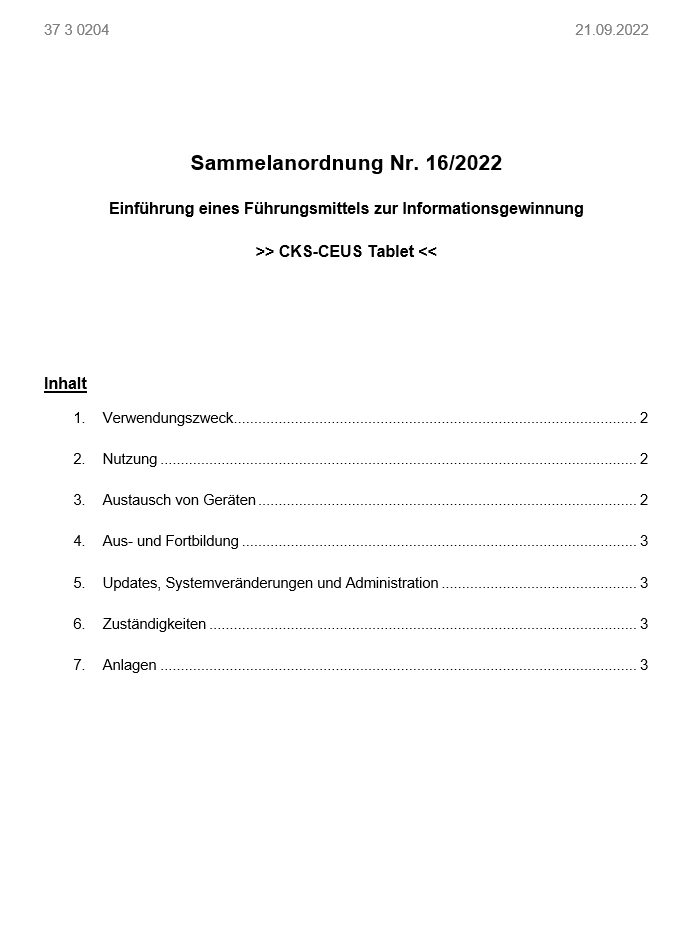 37 3 0204 21.09.2022
Sammelanordnung Nr. 16/2022
Einführung eines Führungsmittels zur Informationsgewinnung
>> CKS-CEUS Tablet <<
Inhalt
1. Verwendungszweck.................................................................................................. 2
2. Nutzung .................................................................................................................... 2
3. Austausch von Geräten ............................................................................................ 2
4. Aus- und Fortbildung ................................................................................................ 3
5. Updates, Systemveränderungen und Administration ............................................... 3
6. Zuständigkeiten ........................................................................................................ 3
7. Anlagen .................................................................................................................... 3